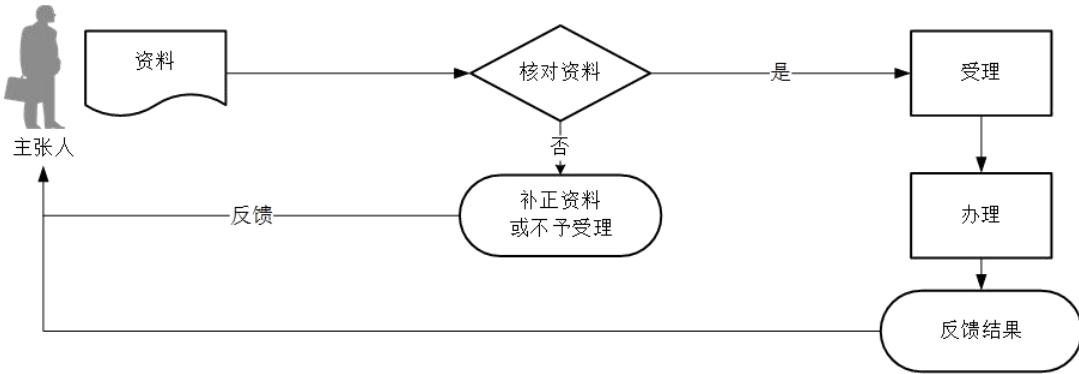 资料
核对资料
是
受理
主张人
否
补正资料
或不予受理
反馈
办理
反馈结果